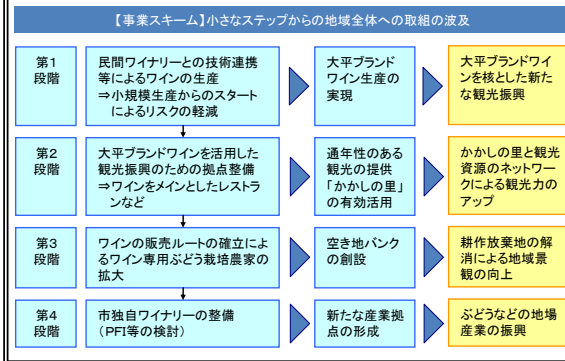 【事業スキーム】小さなステップからの地域全体への取組の波及
第1
段階
民間ワイナリーとの技術連携
等によるワインの生産
⇒小規模生産からのスタート
によるリスクの軽減
大平ブランド
ワイン生産の
実現
大平ブランドワイ
ンを核とした新た
な観光振興
第2
段階
大平ブランドワインを活用した
観光振興のための拠点整備
⇒ワインをメインとしたレストラ
ンなど
通年性のある
観光の提供
「かかしの里」
の有効活用
かかしの里と観光
資源のネットワー
クによる観光力の
アップ
第3
段階
ワインの販売ルートの確立によ
るワイン専用ぶどう栽培農家の
拡大
空き地バンク
の創設
耕作放棄地の解
消による地域景
観の向上
第4
段階
市独自ワイナリーの整備
(PFI等の検討)
新たな産業拠
点の形成
ぶどうなどの地場
産業の振興